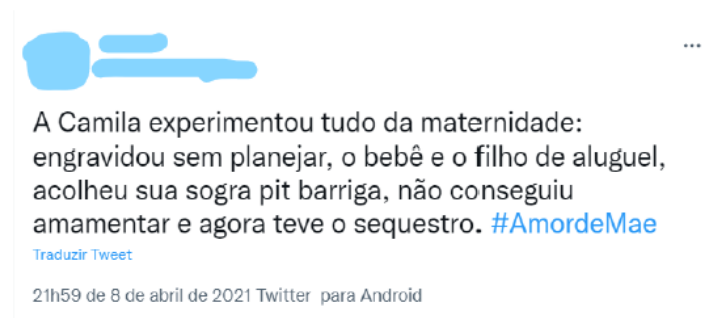 A Camila experimentou tudo da maternidade:
engravidou sem planejar, o bebê e o filho de aluguel,
acolheu sua sogra pit barriga, não conseguiu
amamentar e agora teve o sequestro. #AmordeMae
Traduzir Tweet
21h59 de 8 de abril de 2021 Twitter para Android